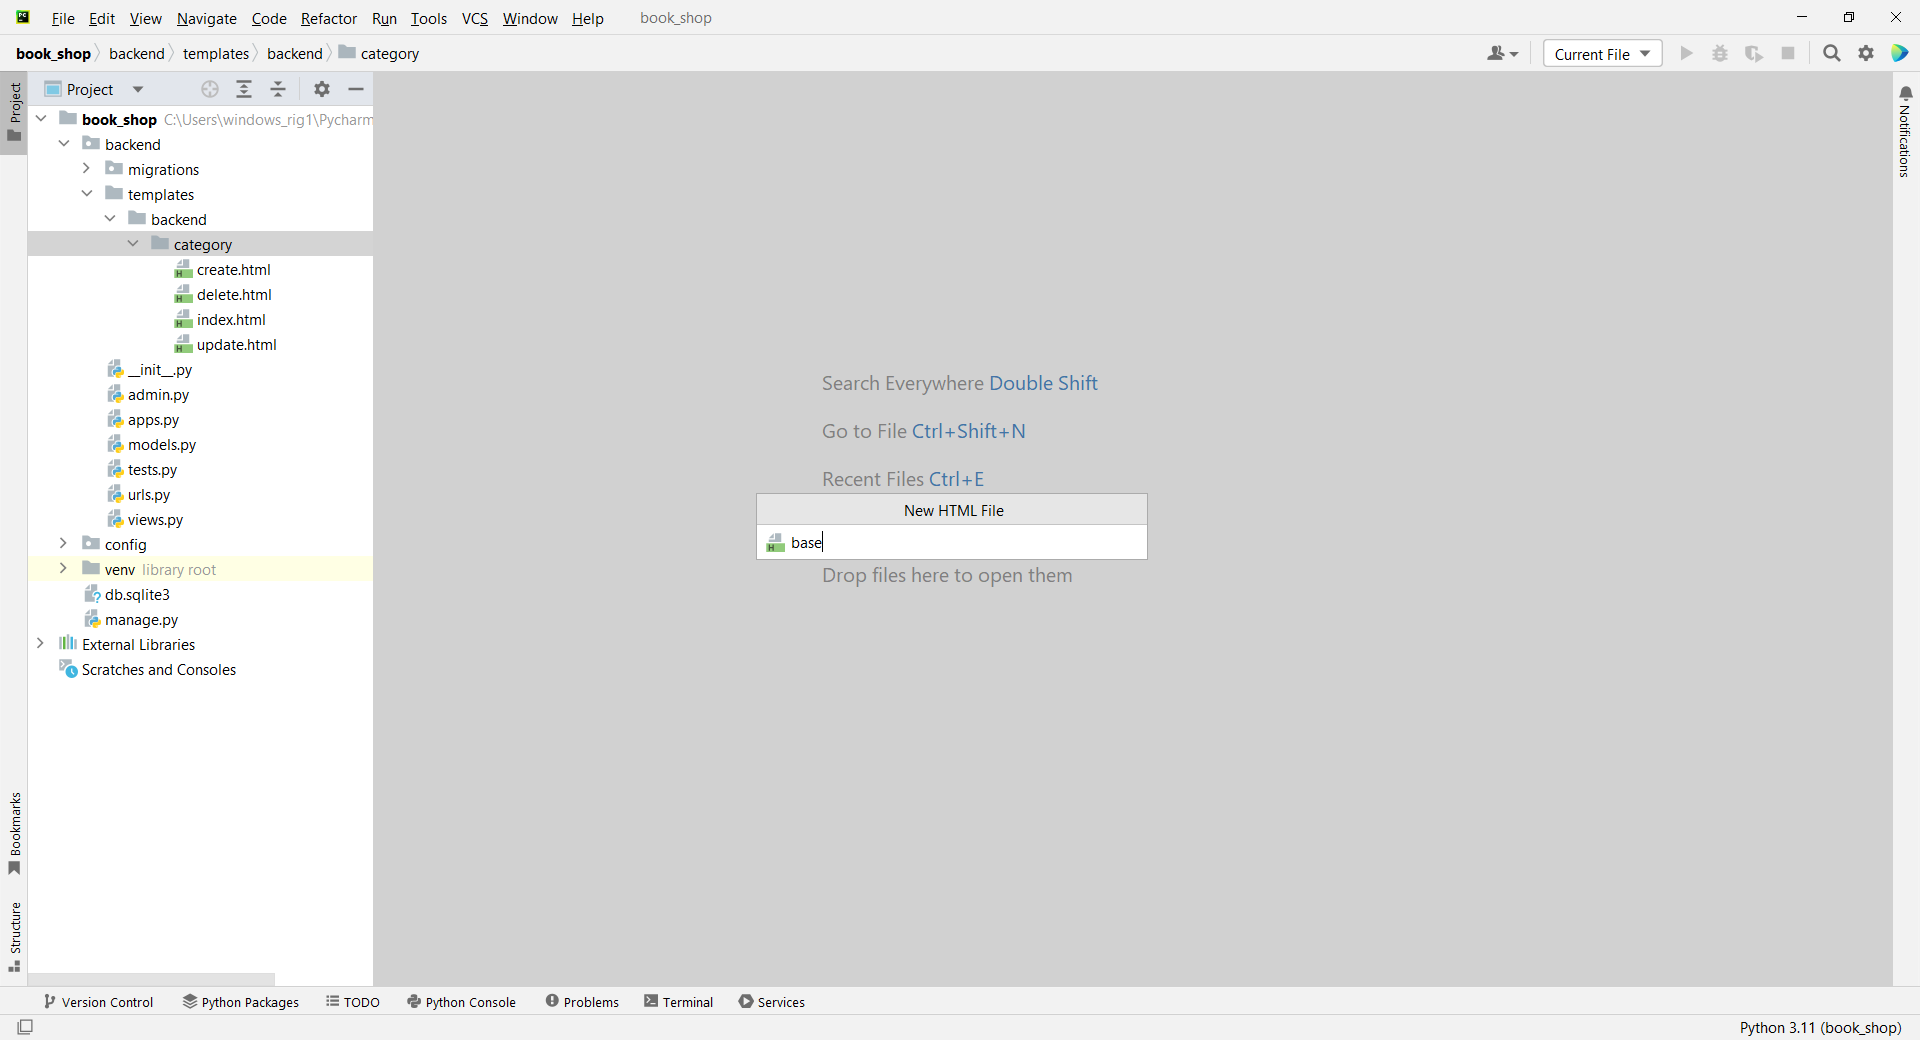 File Edit View Navigate Code Refactor Run Tools VCS Window Help book_shop
book_shop backend templates backend category
Current File
Project
Project
book_shop C:\Users\windows_rig1\Pycharm
backend
migrations
templates
backend
category
create.html
delete.html
index.html
update.html
__init__.py
admin.py
apps.py
models.py
tests.py
urls.py
views.py
config
venv library root
db.sqlite3
manage.py
External Libraries
Scratches and Consoles
Search Everywhere Double Shift
Go to File Ctrl+Shift+N
Recent Files Ctrl+E
New HTML File
base
Drop files here to open them
Notifications
Bookmarks
Structure
Version Control Python Packages TODO Python Console Problems Terminal Services
Python 3.11 (book_shop)